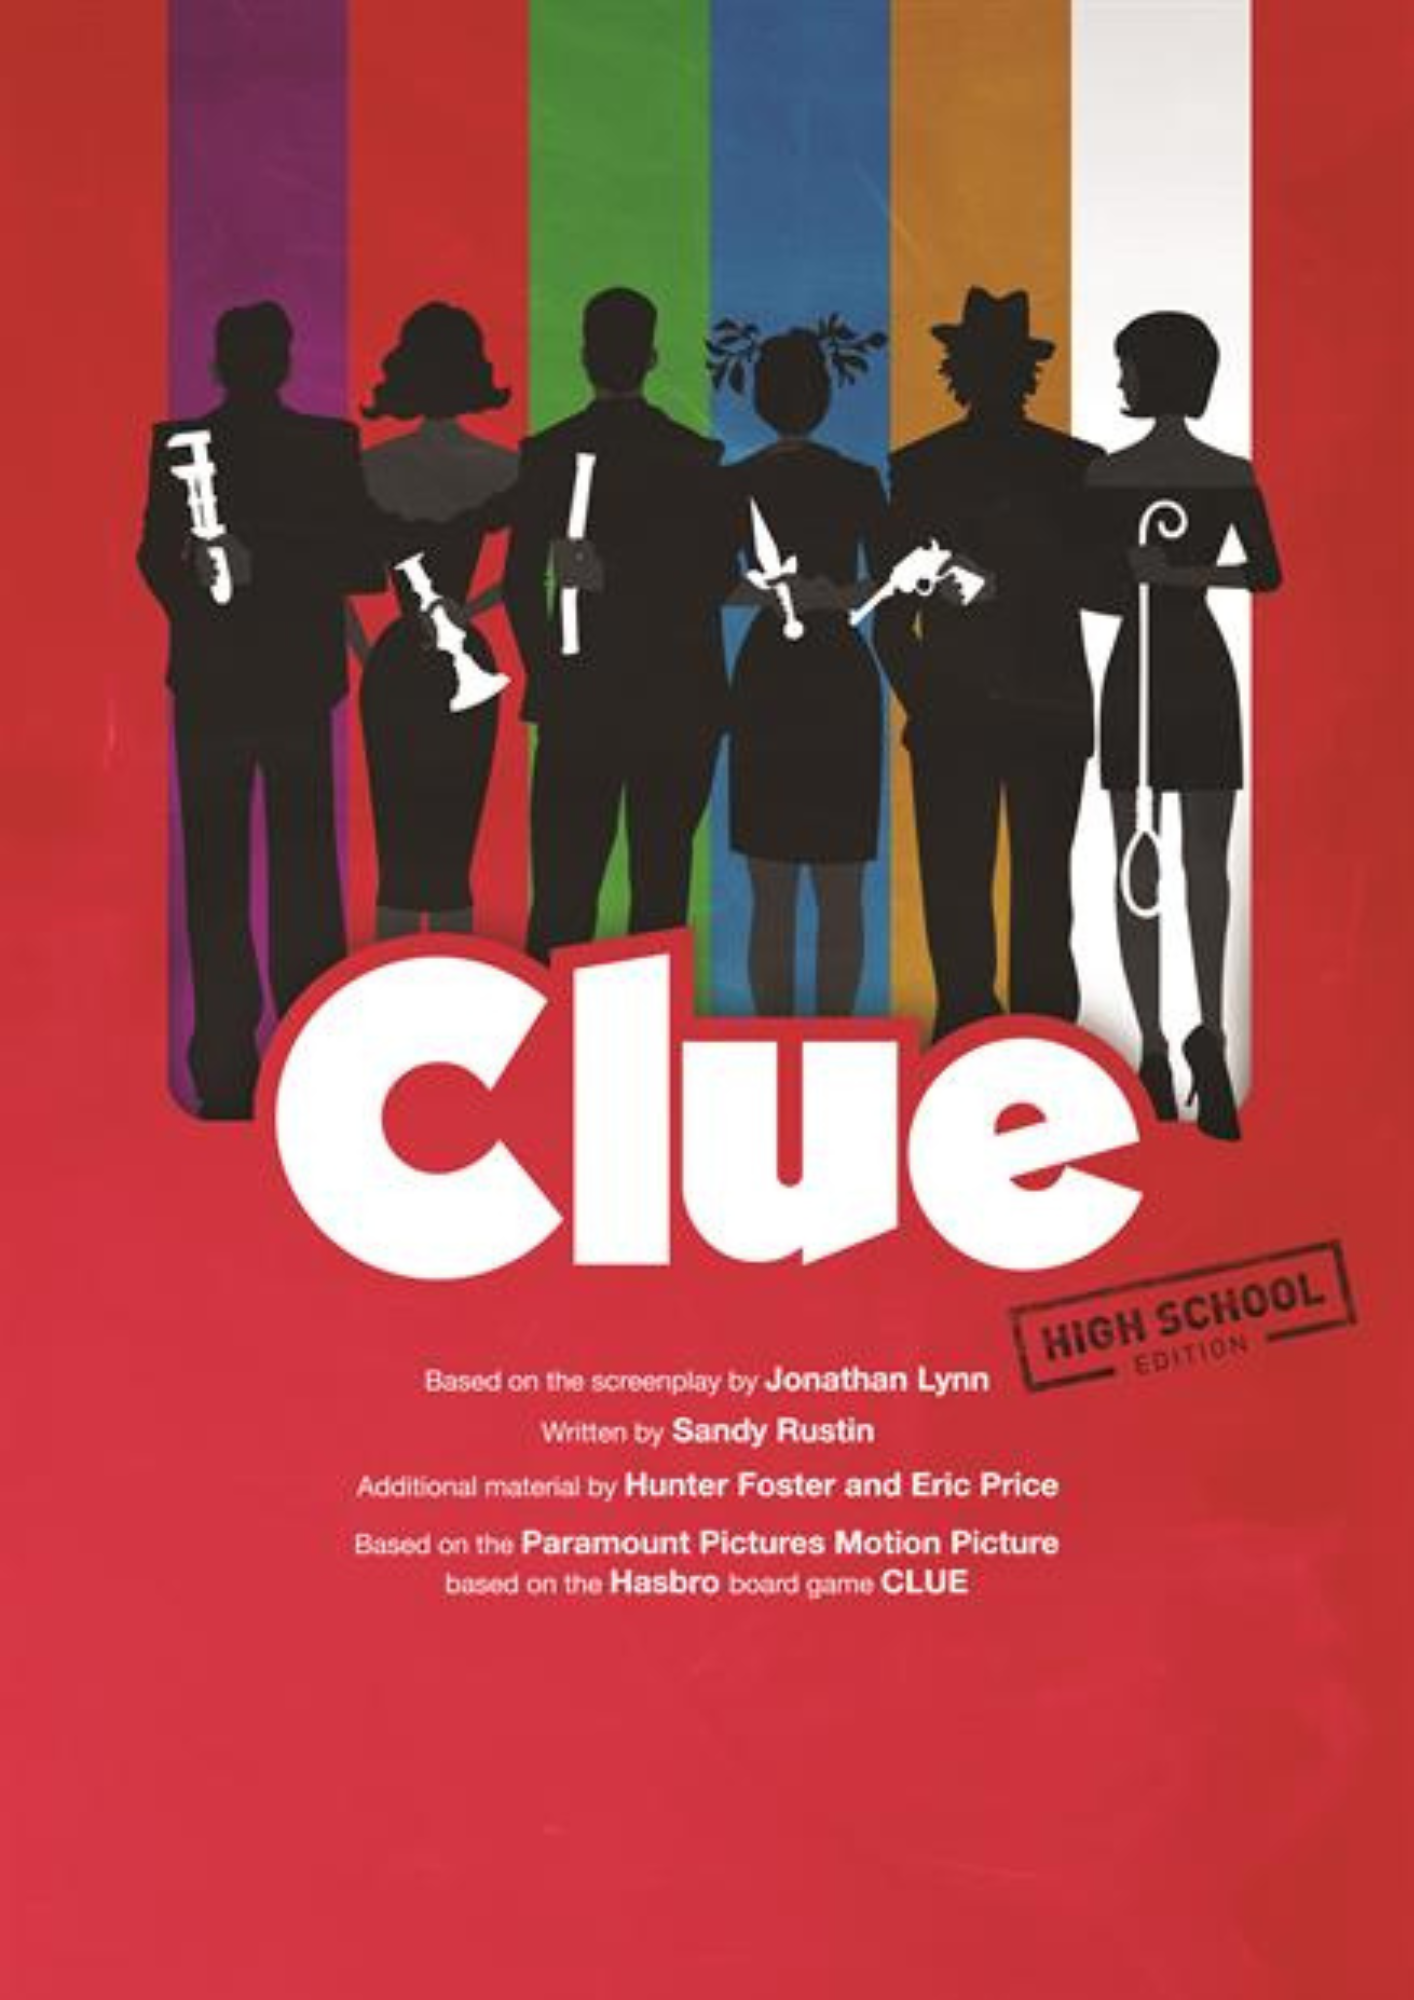 Clue
HIGH SCHOOL
EDITION
Based on the screenplay by Jonathan Lynn
Written by Sandy Rustin
Additional material by Hunter Foster and Eric Price
Based on the Paramount Pictures Motion Picture
based on the Hasbro board game CLUE